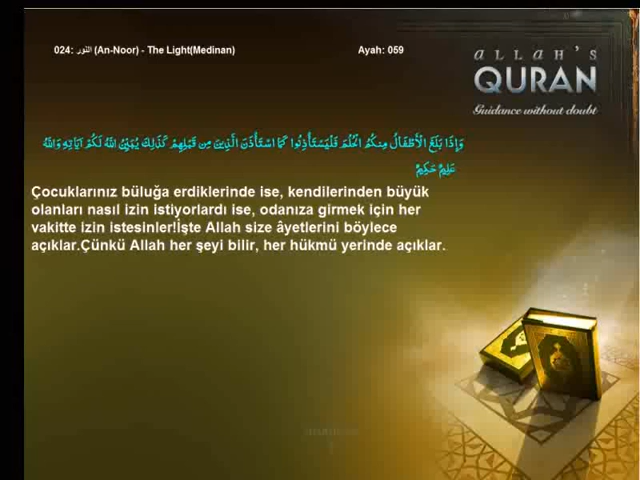 024: النور (An-Noor) - The Light(Medinan)
Ayah: 059
ALLAH'S
QURAN
Guidance without doubt
وَإِذَا بَلَغَ الْأَطْفَالُ مِنكُمُ الْحُلُمَ فَلْيَسْتَأْذِنُوا كَمَا اسْتَأْذَنَ الَّذِينَ مِن قَبْلِهِمْ كَذَلِكَ يُبَيِّنُ اللَّهُ لَكُمْ آيَاتِهِ وَاللَّهُ
عَلِيمٌ حَكِيمٌ
Çocuklarınız büluğa erdiklerinde ise, kendilerinden büyük
olanları nasıl izin istiyorlardı ise, odanıza girmek için her
vakitte izin istesinler!İşte Allah size âyetlerini böylece
açıklar.Çünkü Allah her şeyi bilir, her hükmü yerinde açıklar.